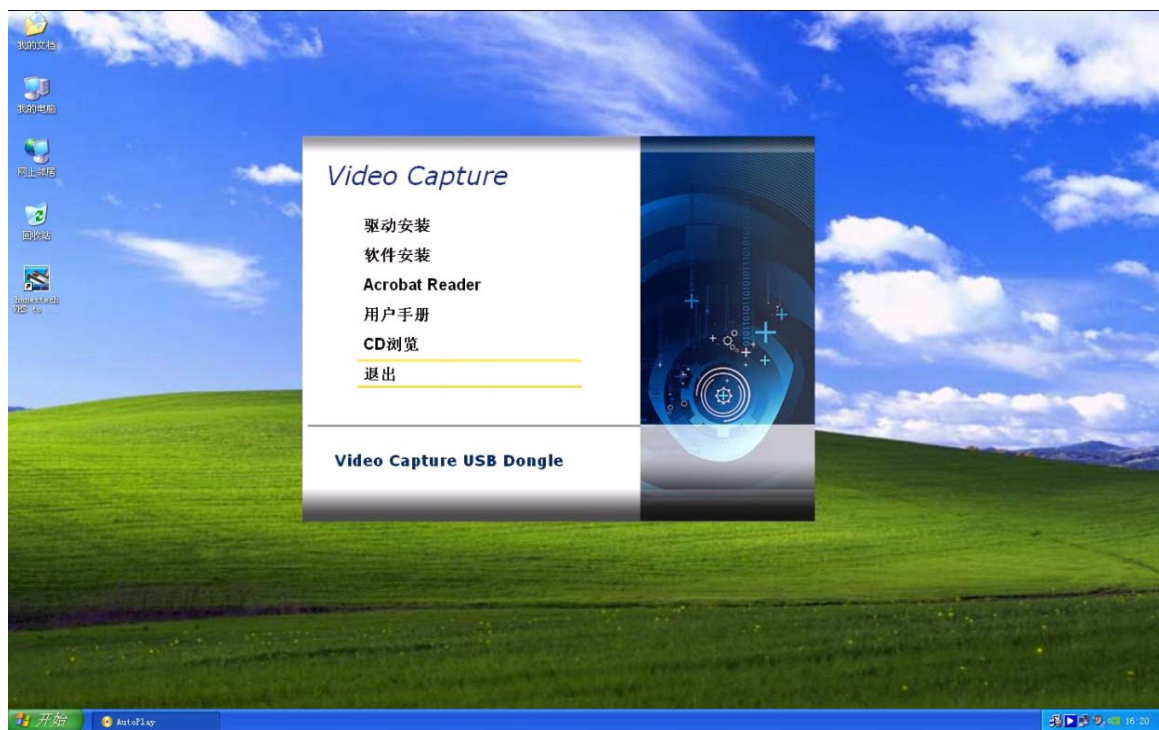 我的文档
我的电脑
网上邻居
回收站
Video Capture
驱动安装
软件安装
Acrobat Reader
用户手册
CD浏览
退出
Video Capture USB Dongle
开始
AutoPlay
16:20